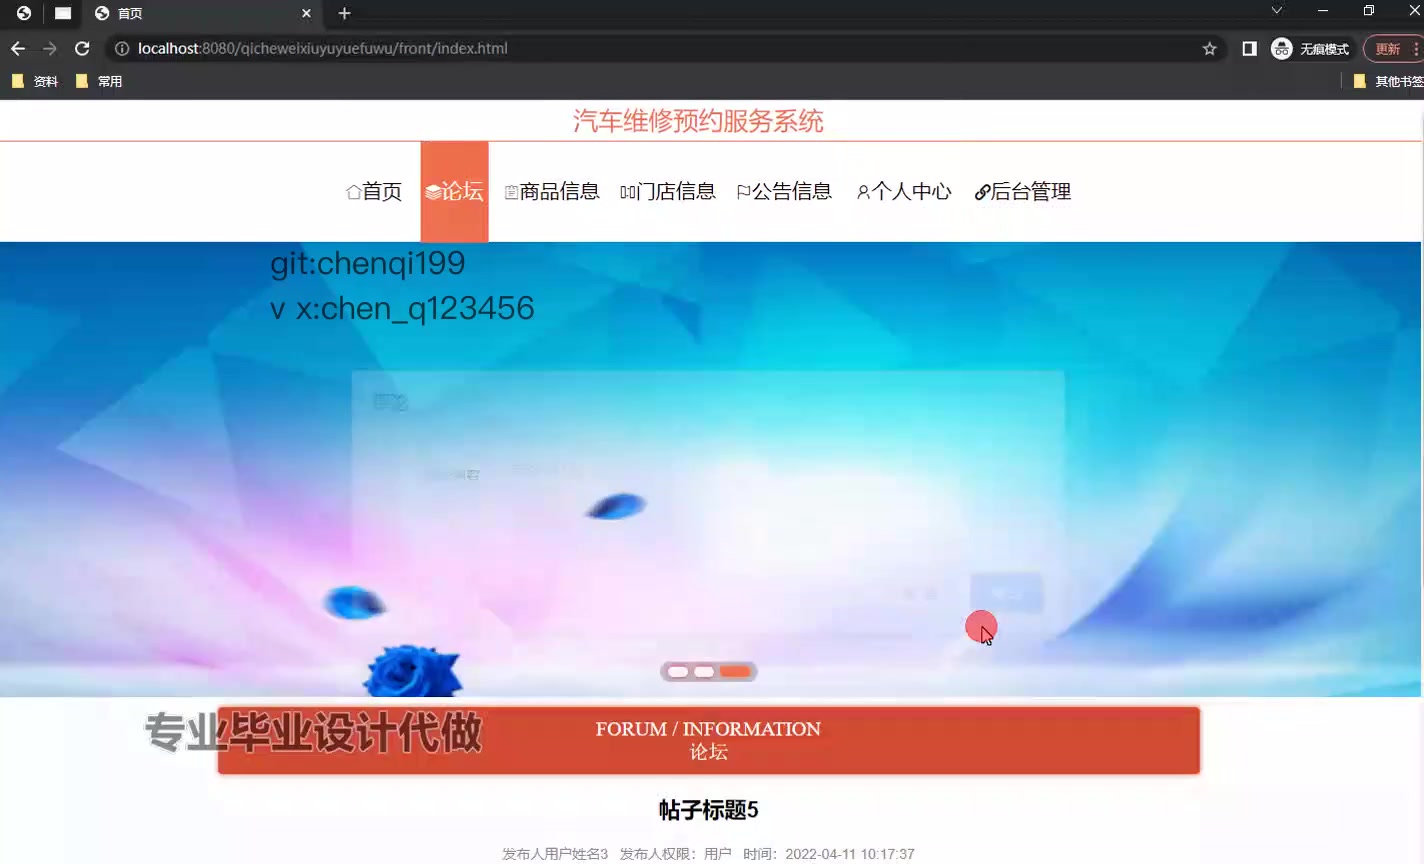 首页
localhost:8080/qicheweixiuyuyuefuwu/front/index.html
无痕模式
更新
资料
常用
其他书签
汽车维修预约服务系统
首页
论坛
商品信息
门店信息
公告信息
个人中心
后台管理
git:chenqi199
v x:chen_q123456
专业毕业设计代做
FORUM / INFORMATION
论坛
帖子标题5
发布人用户姓名3 发布人权限：用户 时间：2022-04-11 10:17:37